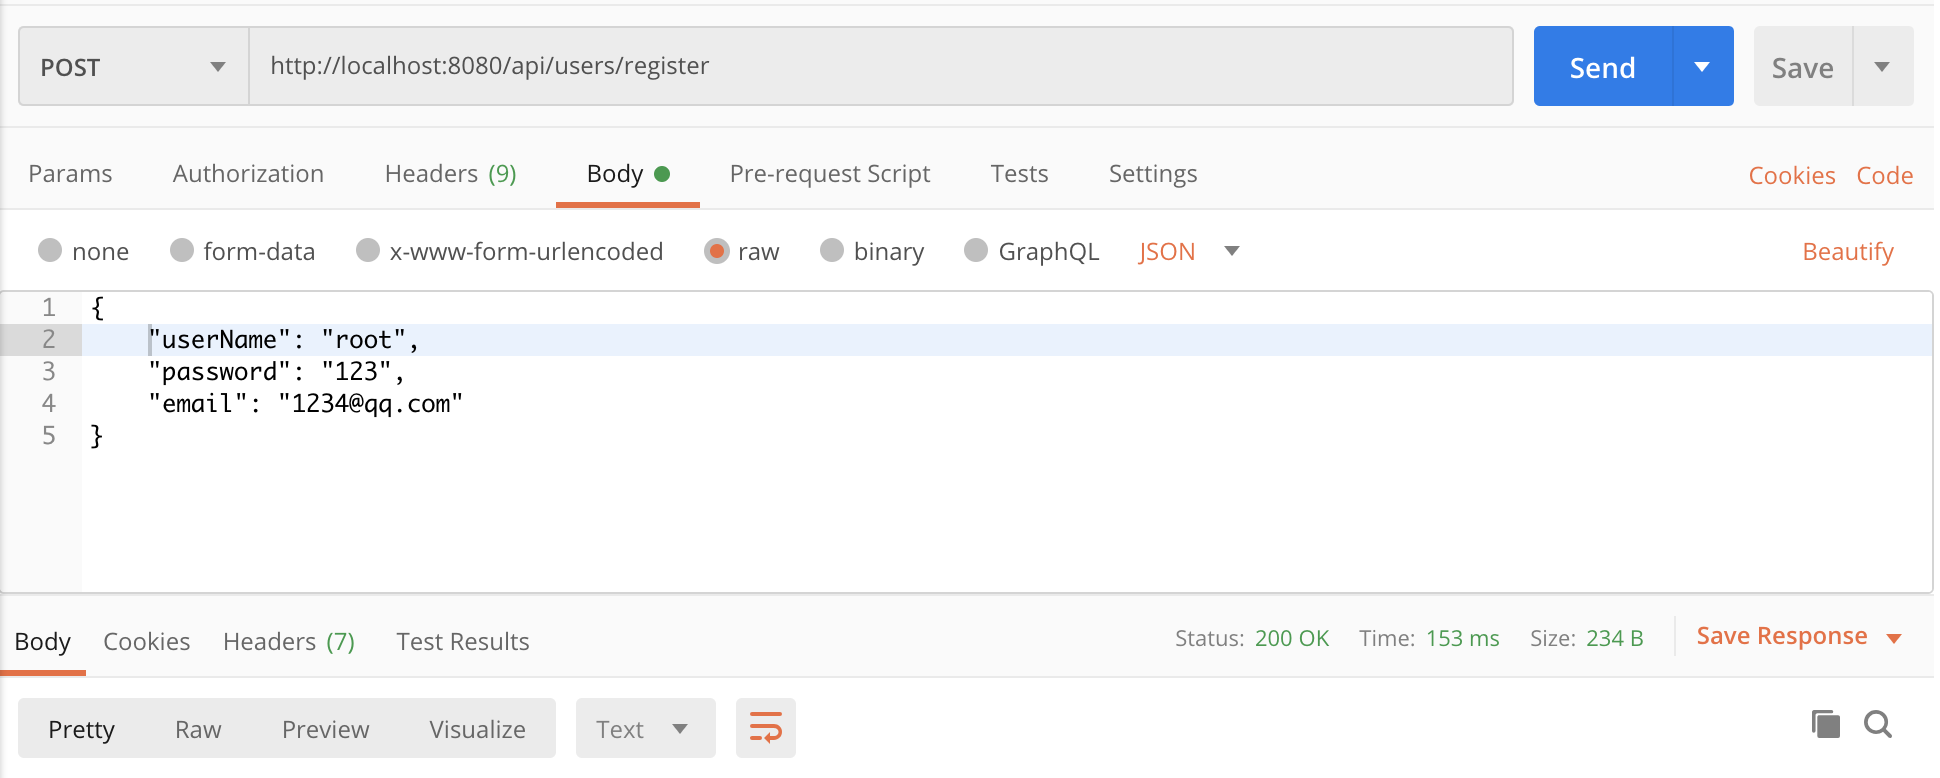 POST http://localhost:8080/api/users/register Send Save
Params Authorization Headers (9) Body Pre-request Script Tests Settings Cookies Code
none form-data x-www-form-urlencoded raw binary GraphQL JSON Beautify
1 {
2 "userName": "root",
3 "password": "123",
4 "email": "1234@qq.com"
5 }
Body Cookies Headers (7) Test Results Status: 200 OK Time: 153 ms Size: 234 B Save Response
Pretty Raw Preview Visualize Text